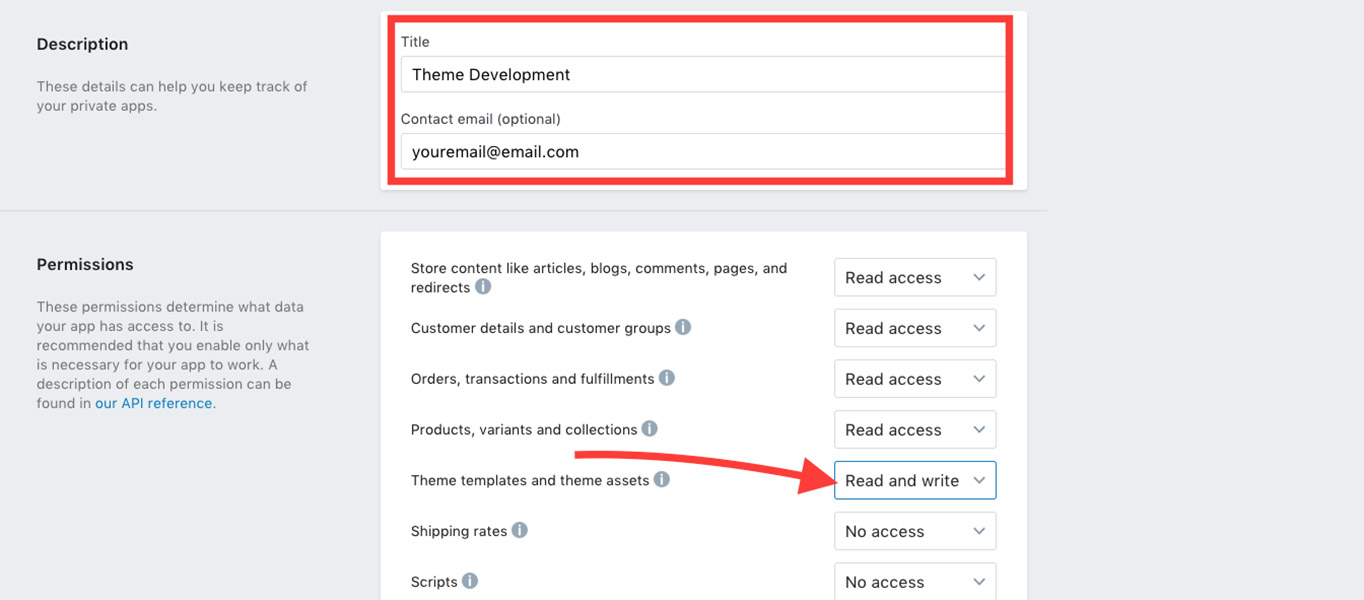 Description
These details can help you keep track of
your private apps.
Title
Theme Development
Contact email (optional)
youremail@email.com
Permissions
These permissions determine what data
your app has access to. It is
recommended that you enable only what
is necessary for your app to work. A
description of each permission can be
found in our API reference.
Store content like articles, blogs, comments, pages, and
redirects
Read access
Customer details and customer groups
Read access
Orders, transactions and fulfillments
Read access
Products, variants and collections
Read access
Theme templates and theme assets
Read and write
Shipping rates
No access
Scripts
No access